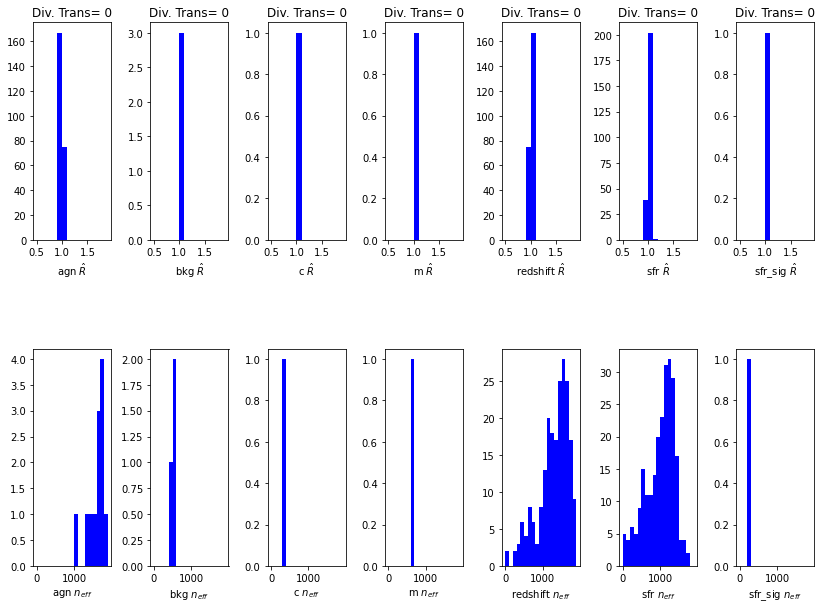 Div. Trans= 0 Div. Trans= 0 Div. Trans= 0 Div. Trans= 0 Div. Trans= 0 Div. Trans= 0 Div. Trans= 0
160 3.0 1.0 1.0 160 200 1.0
140 2.5 0.8 0.8 140 175 0.8
120 2.0 0.6 0.6 120 150 0.6
100 1.5 0.4 0.4 100 125 0.4
80 1.0 0.2 0.2 80 100 0.2
60 0.5 0.0 0.0 60 75 0.0
40 0.0 40 50
20 20 25
0 0 0
0.5 1.0 1.5 0.5 1.0 1.5 0.5 1.0 1.5 0.5 1.0 1.5 0.5 1.0 1.5 0.5 1.0 1.5 0.5 1.0 1.5
agn R̂ bkg R̂ c R̂ m R̂ redshift R̂ sfr R̂ sfr_sig R̂
4.0 2.00 1.0 1.0 25 30 1.0
3.5 1.75 0.8 0.8 20 25 0.8
3.0 1.50 0.6 0.6 15 20 0.6
2.5 1.25 0.4 0.4 10 15 0.4
2.0 1.00 0.2 0.2 5 10 0.2
1.5 0.75 0.0 0.0 0 5 0.0
1.0 0.50 0
0.5 0.25
0.0 0.00
0 1000 0 1000 0 1000 0 1000 0 1000 0 1000 0 1000
agn n_eff bkg n_eff c n_eff m n_eff redshift n_eff sfr n_eff sfr_sig n_eff